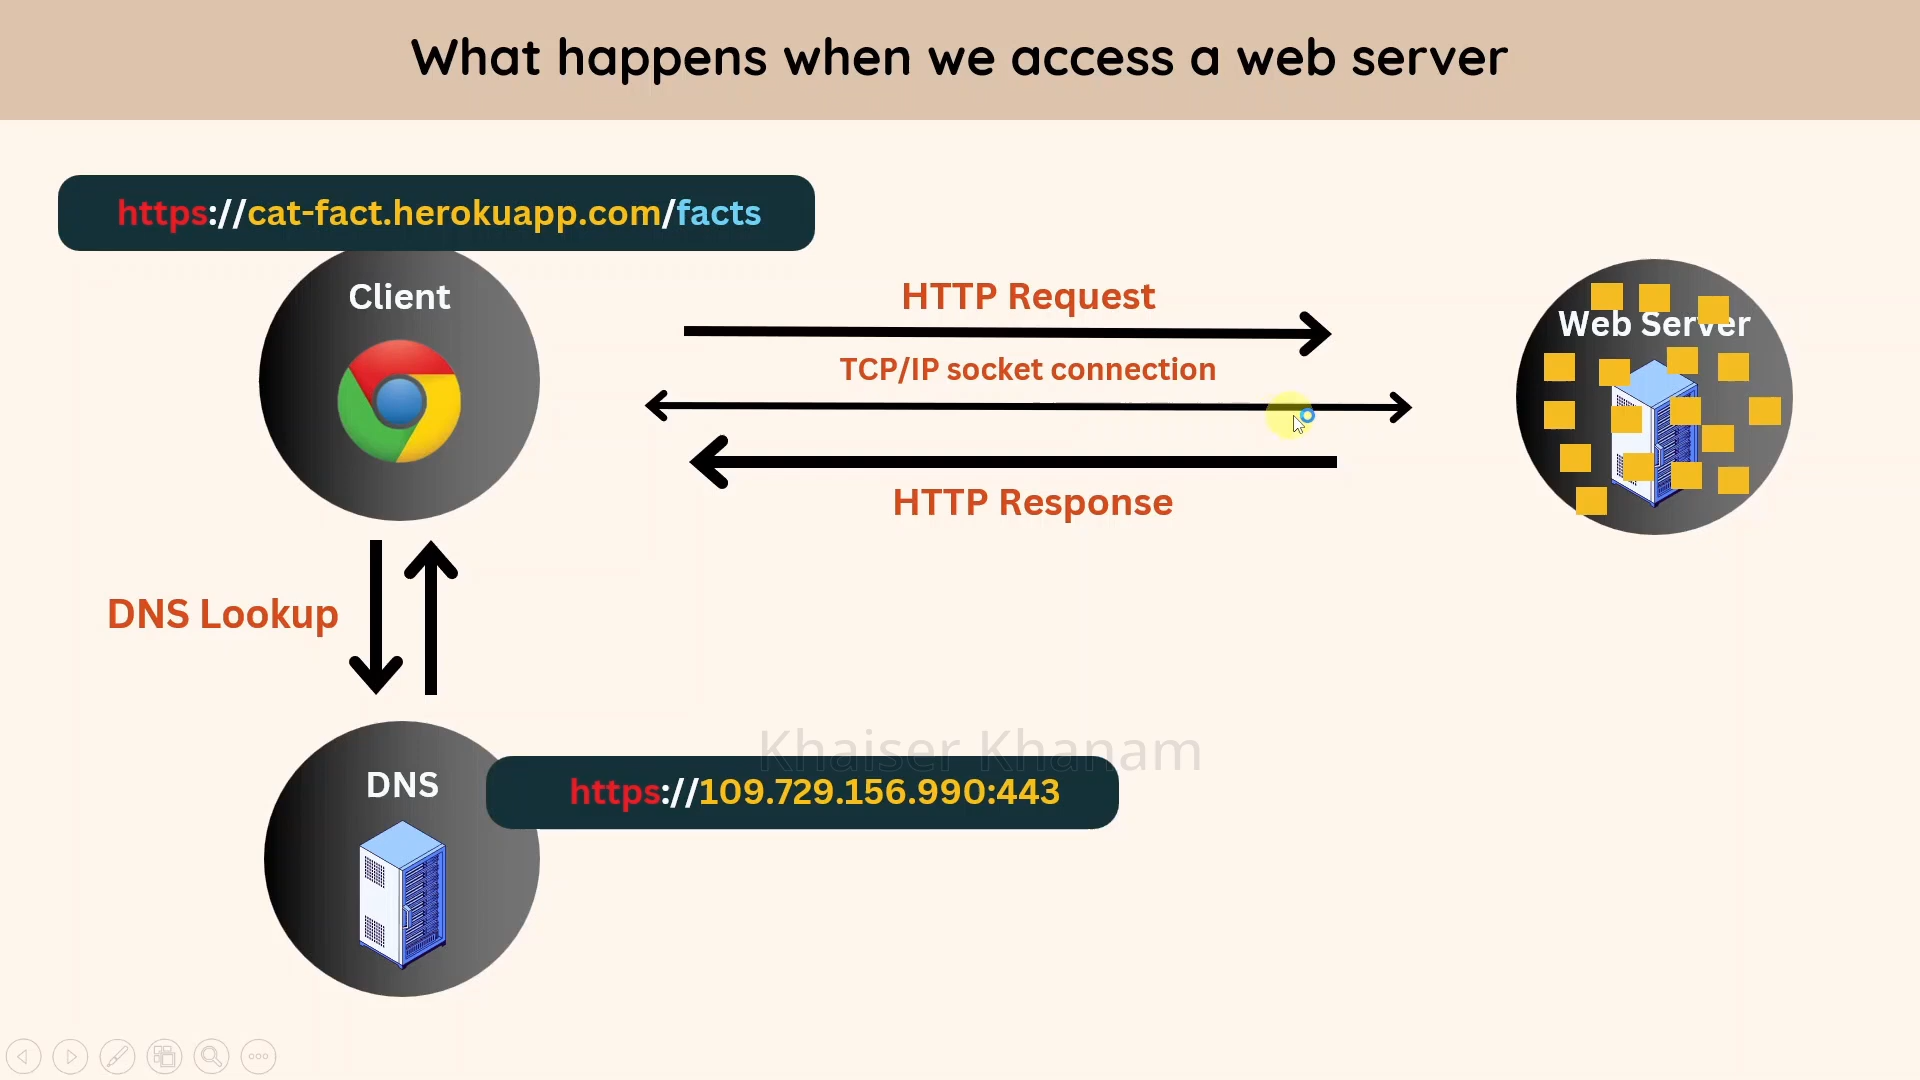 What happens when we access a web server
https://cat-fact.herokuapp.com/facts
Client
HTTP Request
Web Server
TCP/IP socket connection
HTTP Response
DNS Lookup
Khaiser Khanam
DNS
https://109.729.156.990:443